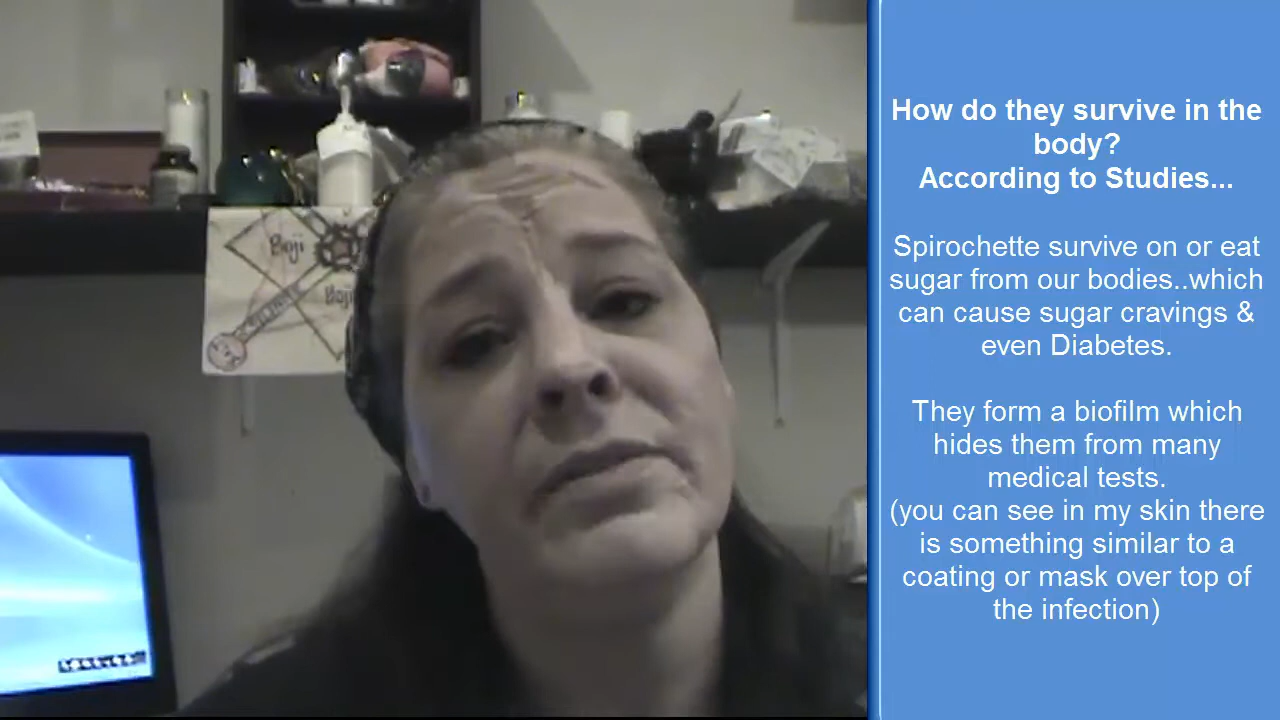 How do they survive in the
body?
According to Studies...
Spirochette survive on or eat
sugar from our bodies..which
can cause sugar cravings &
even Diabetes.
They form a biofilm which
hides them from many
medical tests.
(you can see in my skin there
is something similar to a
coating or mask over top of
the infection)
Boji
Boji